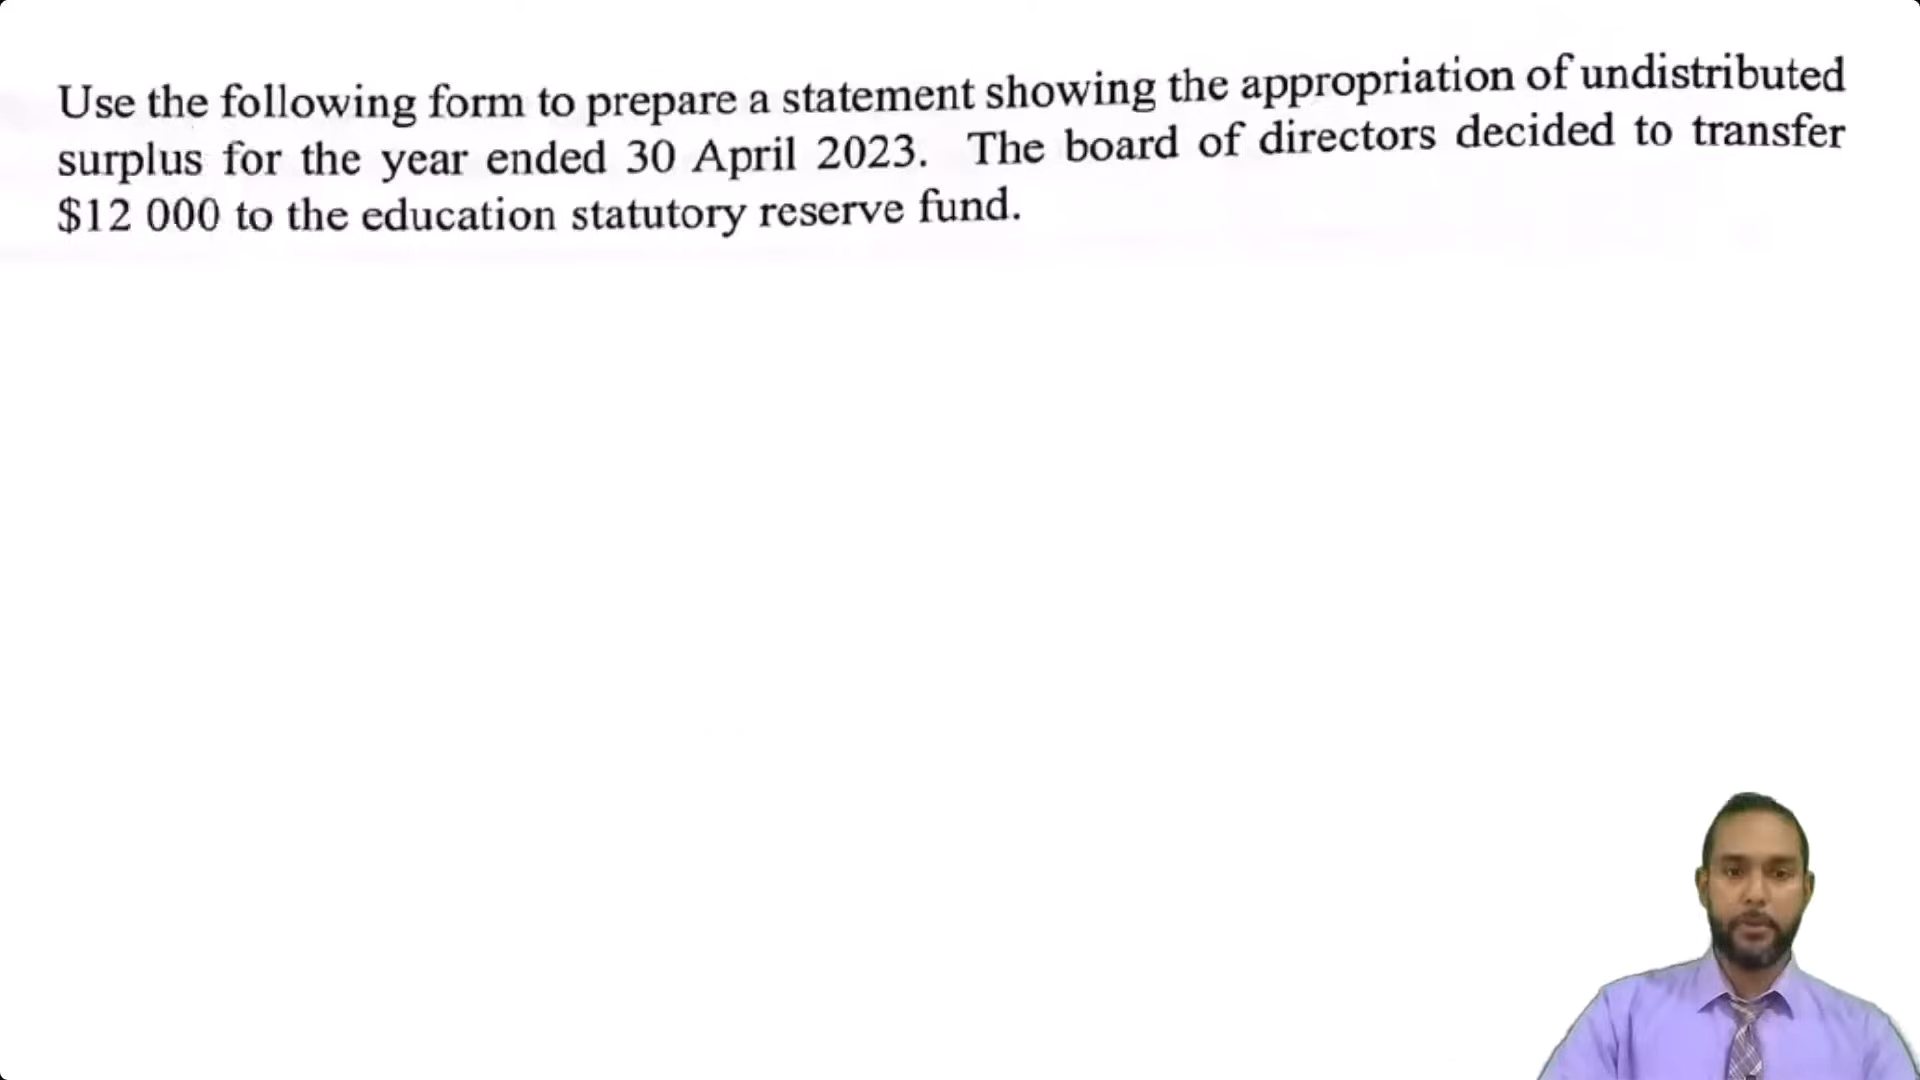 Use the following form to prepare a statement showing the appropriation of undistributed
surplus for the year ended 30 April 2023. The board of directors decided to transfer
$12 000 to the education statutory reserve fund.